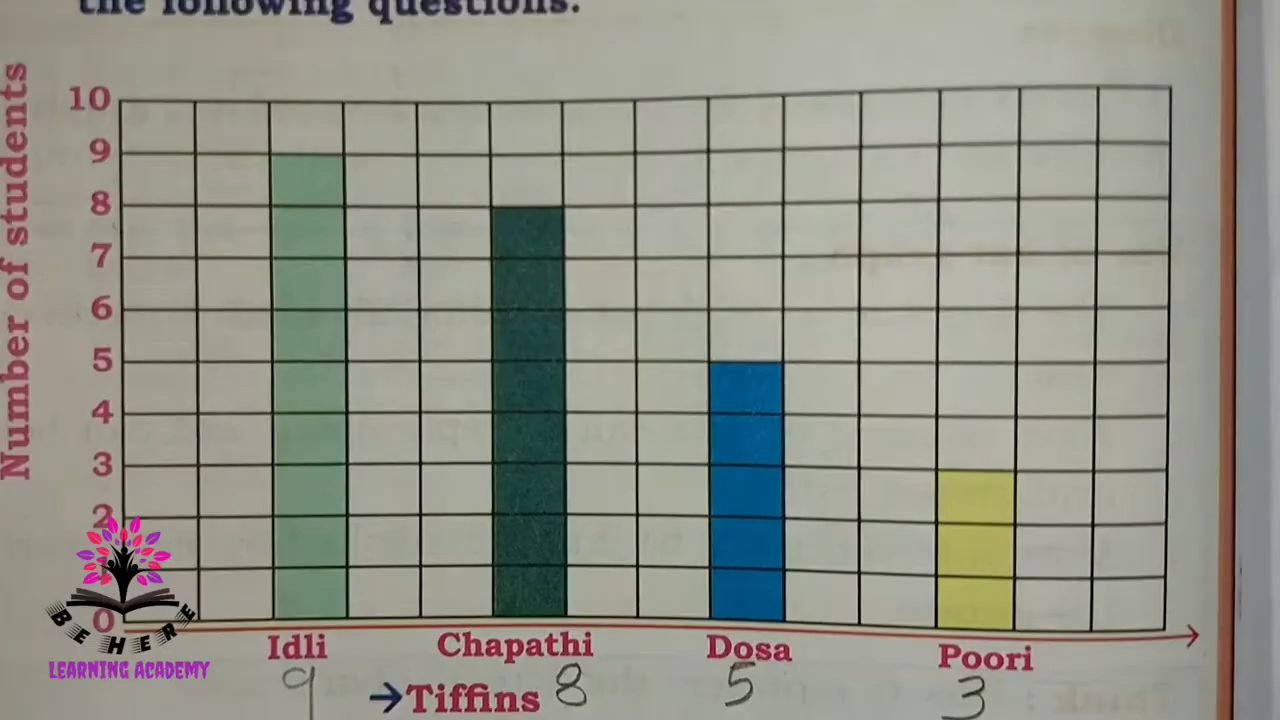 the following questions.
Number of students
10
9
8
7
6
5
4
3
2
0
Idli Chapathi Dosa Poori
9 →Tiffins 8 5 3
BEHERE
LEARNING ACADEMY